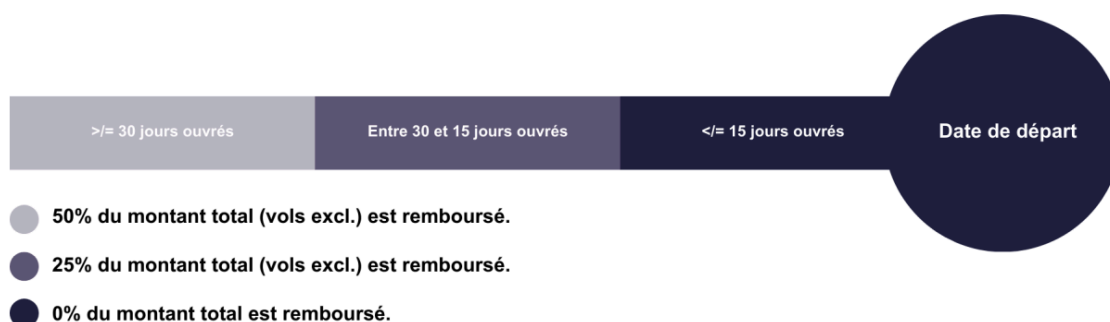 >/= 30 jours ouvrés
Entre 30 et 15 jours ouvrés
</= 15 jours ouvrés
Date de départ
50% du montant total (vols excl.) est remboursé.
25% du montant total (vols excl.) est remboursé.
0% du montant total est remboursé.